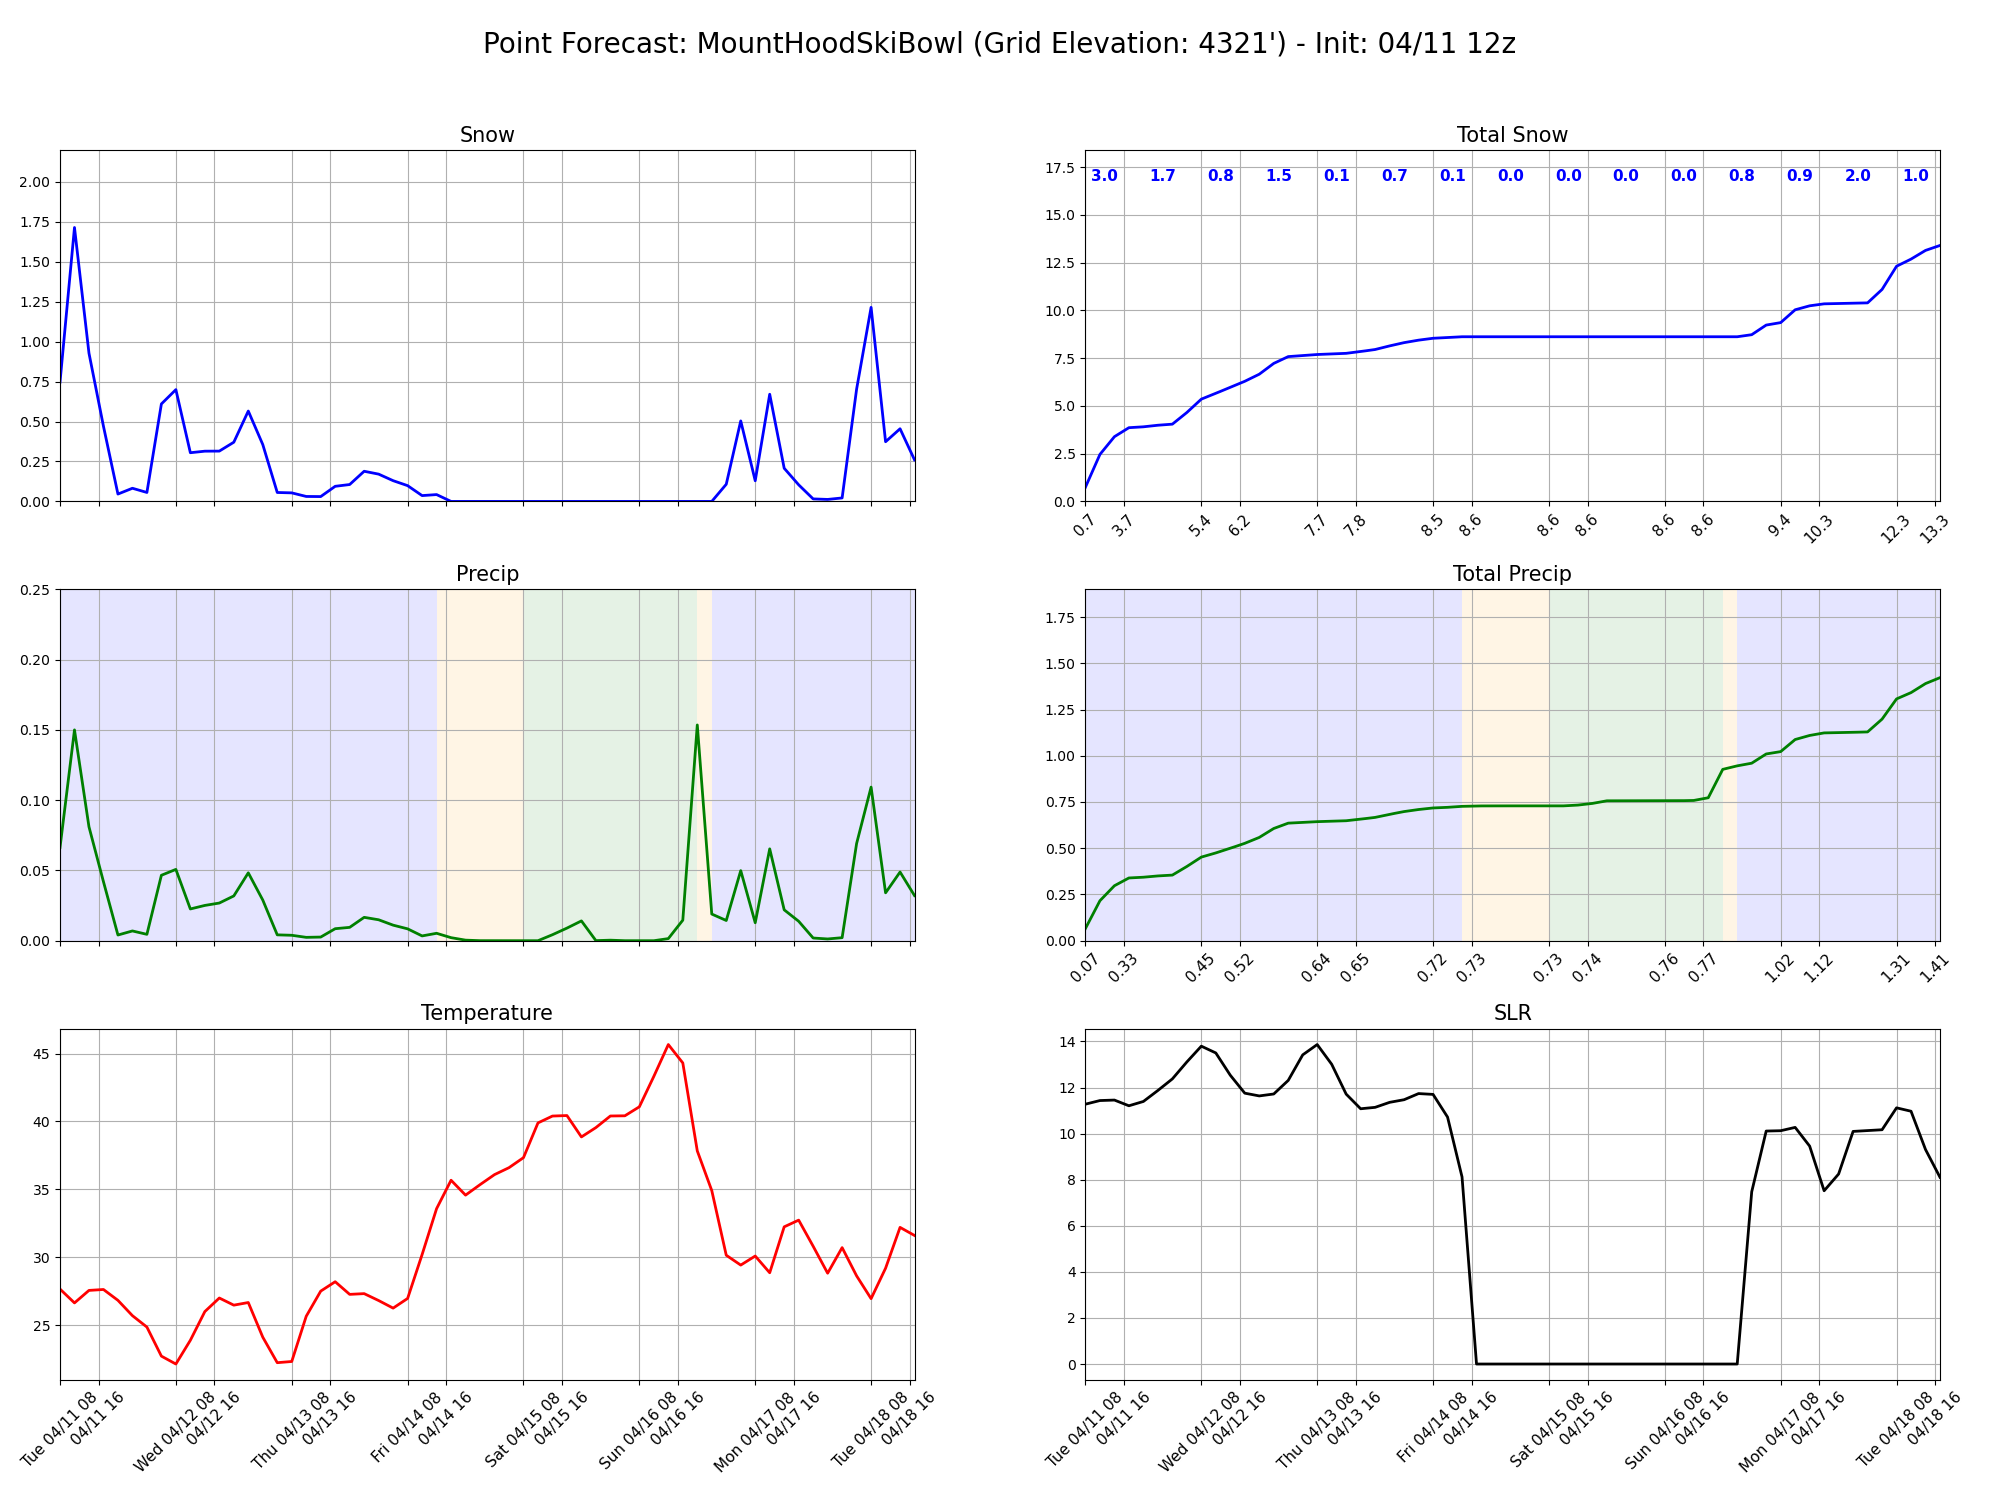 Point Forecast: MountHoodSkiBowl (Grid Elevation: 4321') - Init: 04/11 12z
Snow
2.00
1.75
1.50
1.25
1.00
0.75
0.50
0.25
0.00
Total Snow
3.0 1.7 0.8 1.5 0.1 0.7 0.1 0.0 0.0 0.0 0.0 0.8 0.9 2.0 1.0
17.5
15.0
12.5
10.0
7.5
5.0
2.5
0.0
0.7 3.7 5.4 6.2 7.7 7.8 8.5 8.6 8.6 8.6 8.6 8.6 9.4 10.3 12.3 13.3
Precip
0.25
0.20
0.15
0.10
0.05
0.00
Total Precip
1.75
1.50
1.25
1.00
0.75
0.50
0.25
0.00
0.07 0.33 0.45 0.52 0.64 0.65 0.72 0.73 0.73 0.74 0.76 0.77 1.02 1.12 1.31 1.41
Temperature
45
40
35
30
25
Tue 04/11 08
04/11 16
Wed 04/12 08
04/12 16
Thu 04/13 08
04/13 16
Fri 04/14 08
04/14 16
Sat 04/15 08
04/15 16
Sun 04/16 08
04/16 16
Mon 04/17 08
04/17 16
Tue 04/18 08
04/18 16
SLR
14
12
10
8
6
4
2
0
Tue 04/11 08
04/11 16
Wed 04/12 08
04/12 16
Thu 04/13 08
04/13 16
Fri 04/14 08
04/14 16
Sat 04/15 08
04/15 16
Sun 04/16 08
04/16 16
Mon 04/17 08
04/17 16
Tue 04/18 08
04/18 16